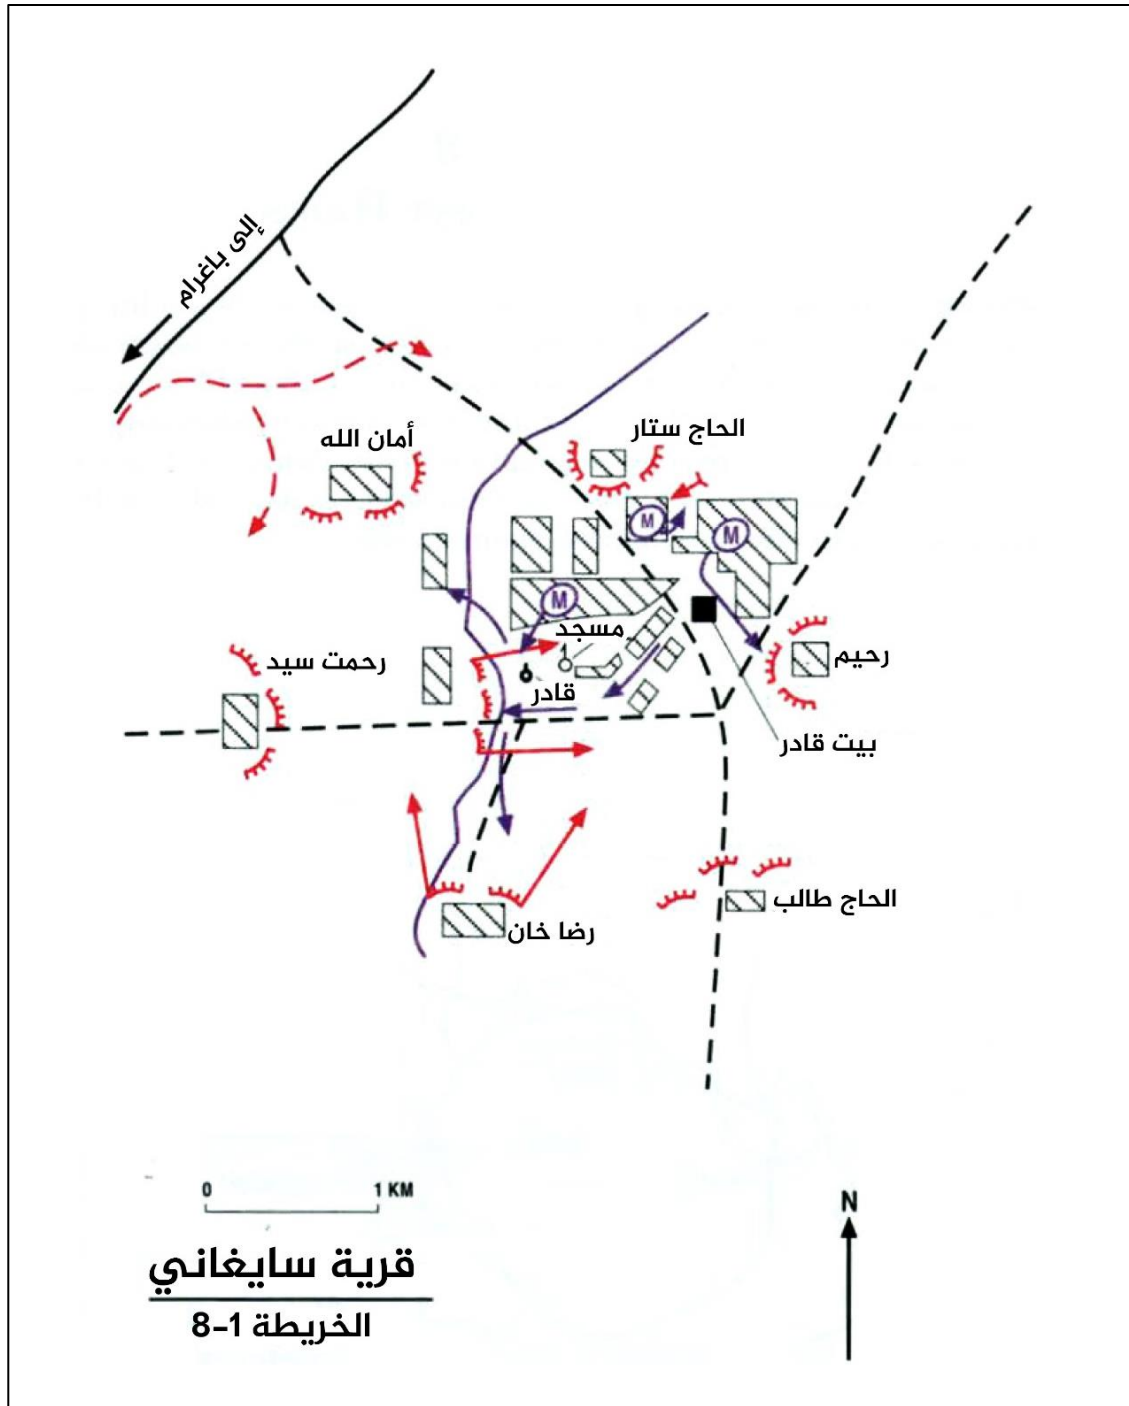 إلى باغرام
الحاج ستار
أمان الله
M
M
M
مسجد
رحيم
رحمت سيد
قادر
بيت قادر
الحاج طالب
رضا خان
0 1 KM
N
قرية سايغاني
الخريطة 1-8